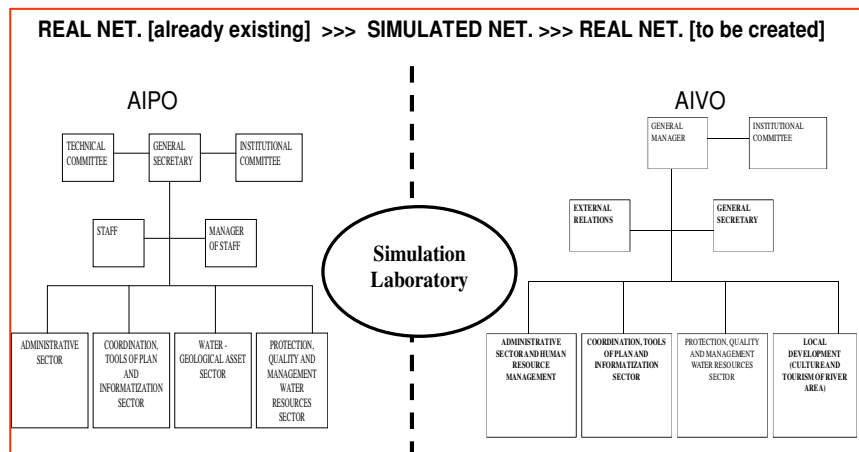 REAL NET. [already existing] >>> SIMULATED NET. >>> REAL NET. [to be created]
AIPO
TECHNICAL
COMMITTEE
GENERAL
SECRETARY
INSTITUTIONAL
COMMITTEE
STAFF
MANAGER
OF STAFF
ADMINISTRATIVE
SECTOR
COORDINATION,
TOOLS OF PLAN
AND
INFORMATIZATION
SECTOR
WATER -
GEOLOGICAL ASSET
SECTOR
PROTECTION,
QUALITY AND
MANAGEMENT
WATER
RESOURCES
SECTOR
Simulation
Laboratory
AIVO
GENERAL
MANAGER
INSTITUTIONAL
COMMITTEE
EXTERNAL
RELATIONS
GENERAL
SECRETARY
ADMINISTRATIVE
SECTOR AND HUMAN
RESOURCE
MANAGEMENT
COORDINATION, TOOLS
OF PLAN AND
INFORMATIZATION
SECTOR
PROTECTION, QUALITY
AND MANAGEMENT
WATER RESOURCES
SECTOR
LOCAL
DEVELOPMENT
(CULTURE AND
TOURISM OF RIVER
AREA)